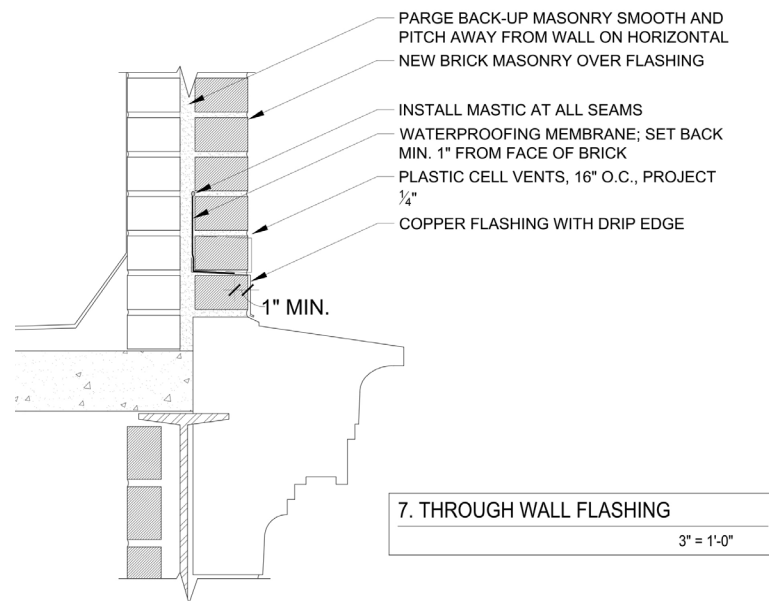 PARGE BACK-UP MASONRY SMOOTH AND
PITCH AWAY FROM WALL ON HORIZONTAL
NEW BRICK MASONRY OVER FLASHING
INSTALL MASTIC AT ALL SEAMS
WATERPROOFING MEMBRANE; SET BACK
MIN. 1" FROM FACE OF BRICK
PLASTIC CELL VENTS, 16" O.C., PROJECT
1/4"
COPPER FLASHING WITH DRIP EDGE
1" MIN.
7. THROUGH WALL FLASHING
3" = 1'-0"